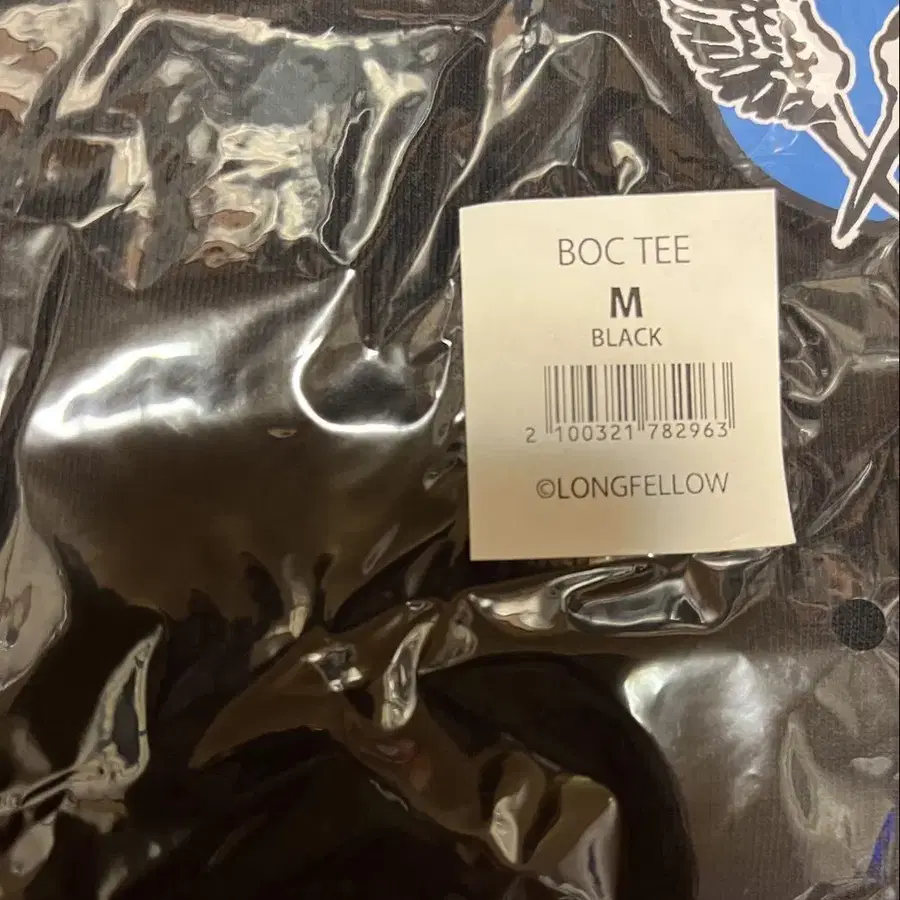 BOC TEE
M
BLACK
2 100321 782963
©LONGFELLOW